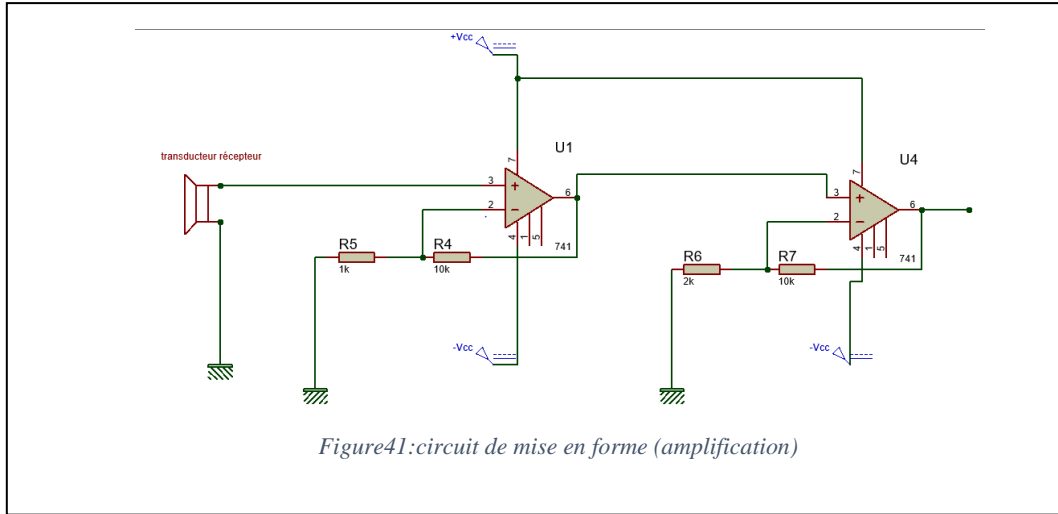 +Vcc
U1
U4
transducteur récepteur
7
7
3
+
6
3
+
6
2
−
2
−
4
1
5
741
4
1
5
741
R5
R4
1k
10k
R6
R7
2k
10k
-Vcc
-Vcc
Figure41:circuit de mise en forme (amplification)